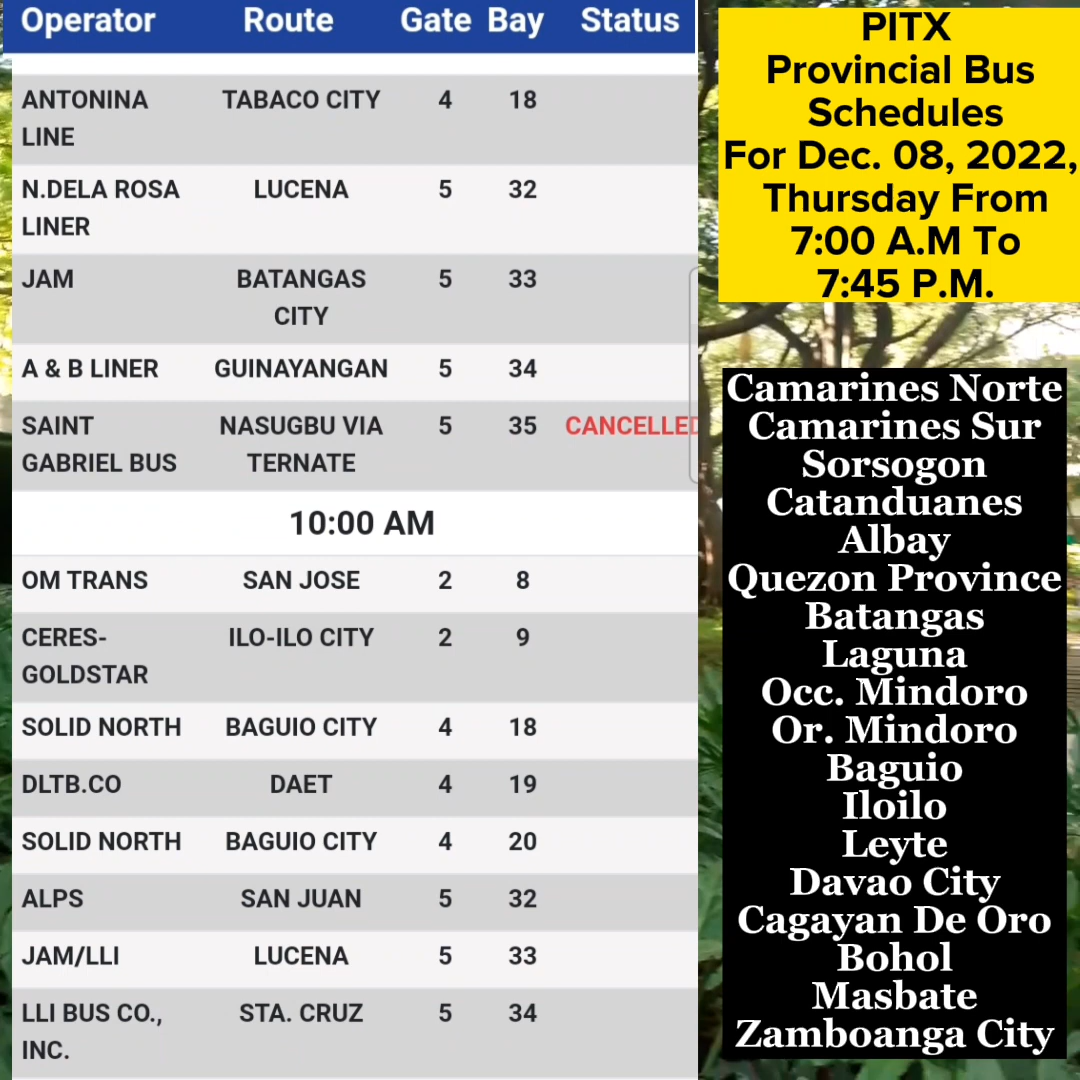 Operator Route Gate Bay Status
ANTONINA LINE TABACO CITY 4 18
N.DELA ROSA LINER LUCENA 5 32
JAM BATANGAS CITY 5 33
A & B LINER GUINAYANGAN 5 34
SAINT GABRIEL BUS NASUGBU VIA TERNATE 5 35 CANCELLED
10:00 AM
OM TRANS SAN JOSE 2 8
CERES-GOLDSTAR ILO-ILO CITY 2 9
SOLID NORTH BAGUIO CITY 4 18
DLTB.CO DAET 4 19
SOLID NORTH BAGUIO CITY 4 20
ALPS SAN JUAN 5 32
JAM/LLI LUCENA 5 33
LLI BUS CO., INC. STA. CRUZ 5 34
PITX
Provincial Bus
Schedules
For Dec. 08, 2022,
Thursday From
7:00 A.M To
7:45 P.M.
Camarines Norte
Camarines Sur
Sorsogon
Catanduanes
Albay
Quezon Province
Batangas
Laguna
Occ. Mindoro
Or. Mindoro
Baguio
Iloilo
Leyte
Davao City
Cagayan De Oro
Bohol
Masbate
Zamboanga City